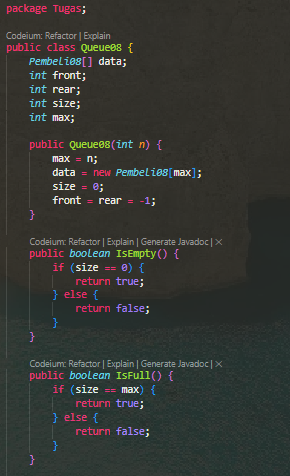 package Tugas;
Codeium: Refactor | Explain
public class Queue08 {
Pembeli08[] data;
int front;
int rear;
int size;
int max;
public Queue08(int n) {
max = n;
data = new Pembeli08[max];
size = 0;
front = rear = -1;
}
Codeium: Refactor | Explain | Generate Javadoc | ×
public boolean IsEmpty() {
if (size == 0) {
return true;
} else {
return false;
}
}
Codeium: Refactor | Explain | Generate Javadoc | ×
public boolean IsFull() {
if (size == max) {
return true;
} else {
return false;
}
}